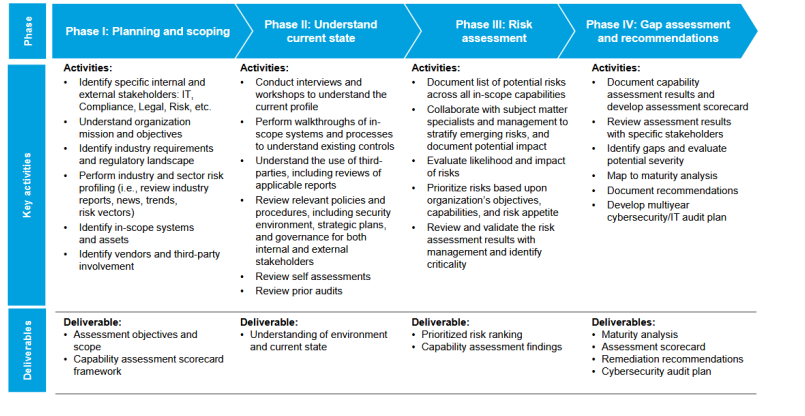 Phase
Phase I: Planning and scoping
Phase II: Understand
current state
Phase III: Risk
assessment
Phase IV: Gap assessment
and recommendations
Key activities
Activities:
• Identify specific internal and
external stakeholders: IT,
Compliance, Legal, Risk, etc.
• Understand organization
mission and objectives
• Identify industry requirements
and regulatory landscape
• Perform industry and sector risk
profiling (i.e., review industry
reports, news, trends,
risk vectors)
• Identify in-scope systems
and assets
• Identify vendors and third-party
involvement
Activities:
• Conduct interviews and
workshops to understand the
current profile
• Perform walkthroughs of in-
scope systems and processes
to understand existing controls
• Understand the use of third-
parties, including reviews of
applicable reports
• Review relevant policies and
procedures, including security
environment, strategic plans,
and governance for both
internal and external
stakeholders
• Review self assessments
• Review prior audits
Activities:
• Document list of potential risks
across all in-scope capabilities
• Collaborate with subject matter
specialists and management to
stratify emerging risks, and
document potential impact
• Evaluate likelihood and impact
of risks
• Prioritize risks based upon
organization's objectives,
capabilities, and risk appetite
• Review and validate the risk
assessment results with
management and identify
criticality
Activities:
• Document capability
assessment results and
develop assessment scorecard
• Review assessment results
with specific stakeholders
• Identify gaps and evaluate
potential severity
• Map to maturity analysis
• Document recommendations
• Develop multiyear
cybersecurity/IT audit plan
Deliverables
Deliverable:
• Assessment objectives and
scope
• Capability assessment scorecard
framework
Deliverable:
• Understanding of environment
and current state
Deliverable:
• Prioritized risk ranking
• Capability assessment findings
Deliverables:
• Maturity analysis
• Assessment scorecard
• Remediation recommendations
• Cybersecurity audit plan